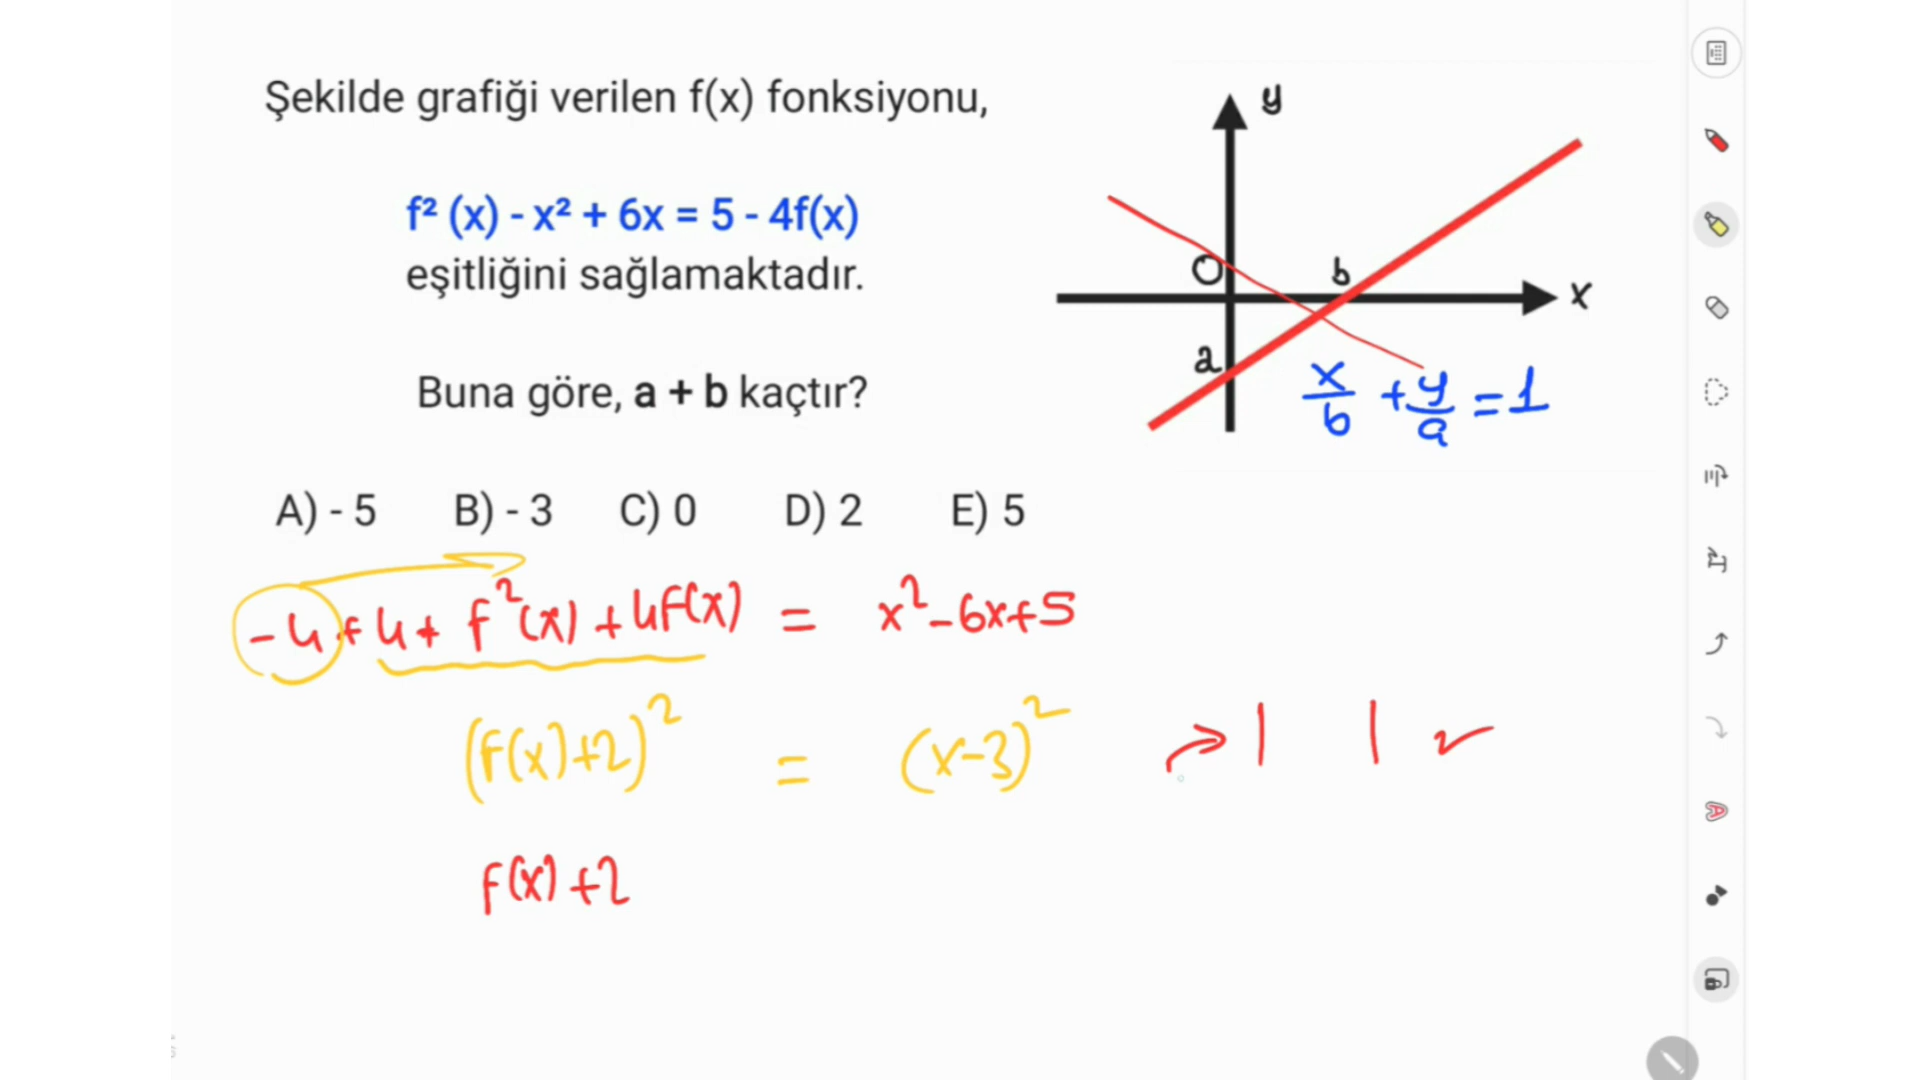 Şekilde grafiği verilen f(x) fonksiyonu,
f² (x) - x² + 6x = 5 - 4f(x)
eşitliğini sağlamaktadır.
Buna göre, a + b kaçtır?
A) - 5 B) - 3 C) 0 D) 2 E) 5
y
O b x
a
x/b + y/a = 1
-4 + 4 + f²(x) + 4f(x) = x² - 6x + 5
(f(x)+2)² = (x-3)²
f(x) + 2